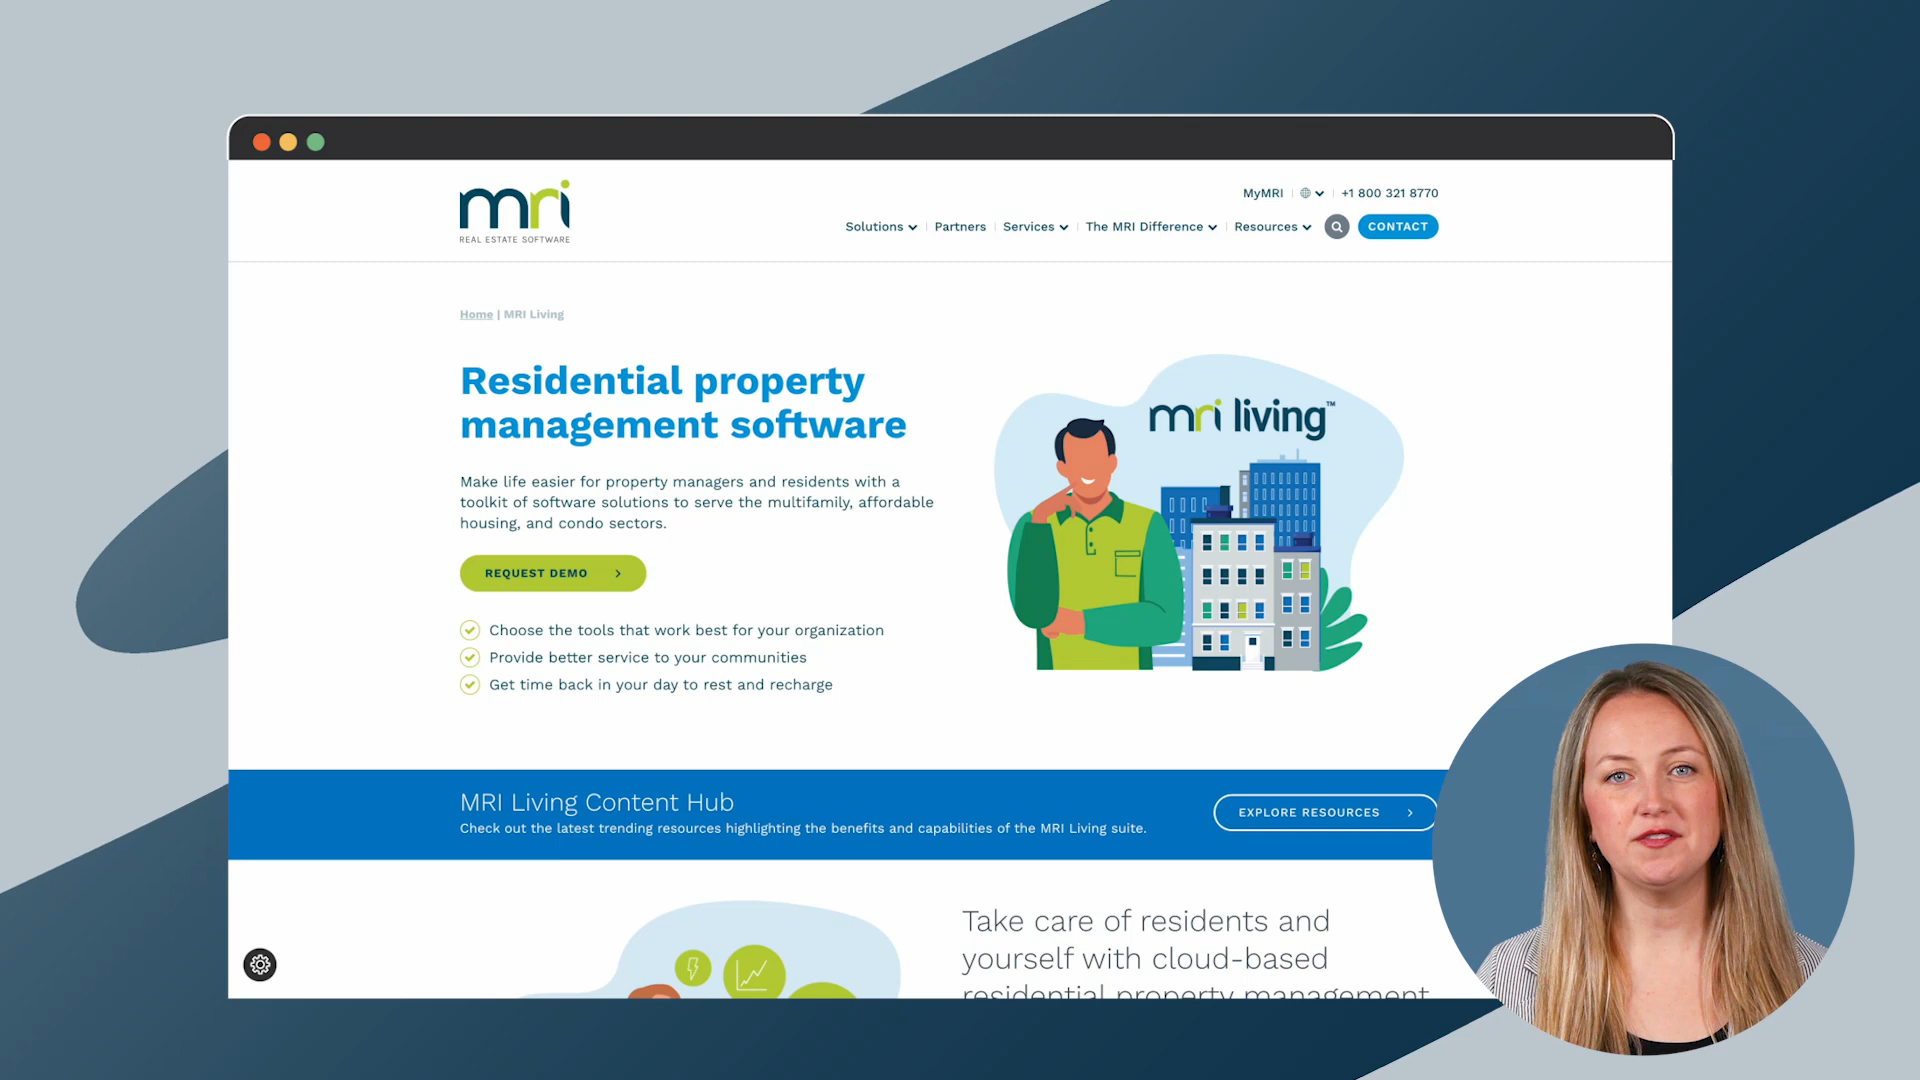 mri
REAL ESTATE SOFTWARE
MyMRI
+1 800 321 8770
Solutions
Partners
Services
The MRI Difference
Resources
CONTACT
Home | MRI Living
Residential property
management software
Make life easier for property managers and residents with a
toolkit of software solutions to serve the multifamily, affordable
housing, and condo sectors.
REQUEST DEMO
Choose the tools that work best for your organization
Provide better service to your communities
Get time back in your day to rest and recharge
mri living™
MRI Living Content Hub
Check out the latest trending resources highlighting the benefits and capabilities of the MRI Living suite.
EXPLORE RESOURCES
Take care of residents and
yourself with cloud-based
residential property management